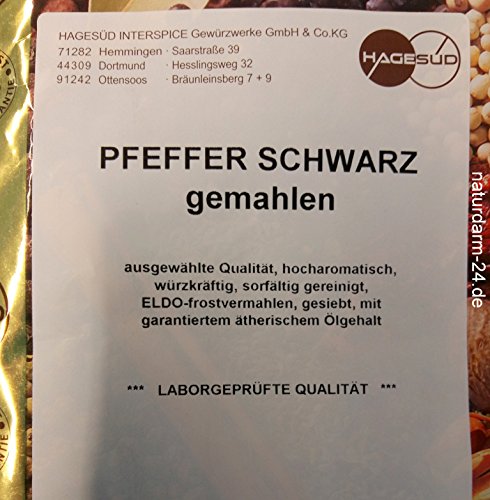 HAGESÜD INTERSPICE Gewürzwerke GmbH & Co.KG
71282 Hemmingen · Saarstraße 39
44309 Dortmund · Hesslingsweg 32
91242 Ottensoos · Bräunleinsberg 7 + 9
HAGESÜD
PFEFFER SCHWARZ
gemahlen
ausgewählte Qualität, hocharomatisch,
würzkräftig, sorfältig gereinigt,
ELDO-frostvermahlen, gesiebt, mit
garantiertem ätherischem Ölgehalt
*** LABORGEPRÜFTE QUALITÄT ***
naturdarm-24.de